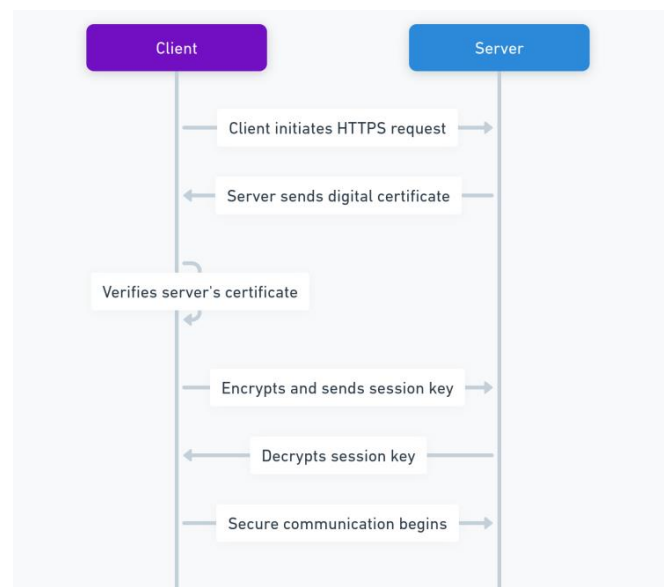 Client
Server
Client initiates HTTPS request
Server sends digital certificate
Verifies server's certificate
Encrypts and sends session key
Decrypts session key
Secure communication begins